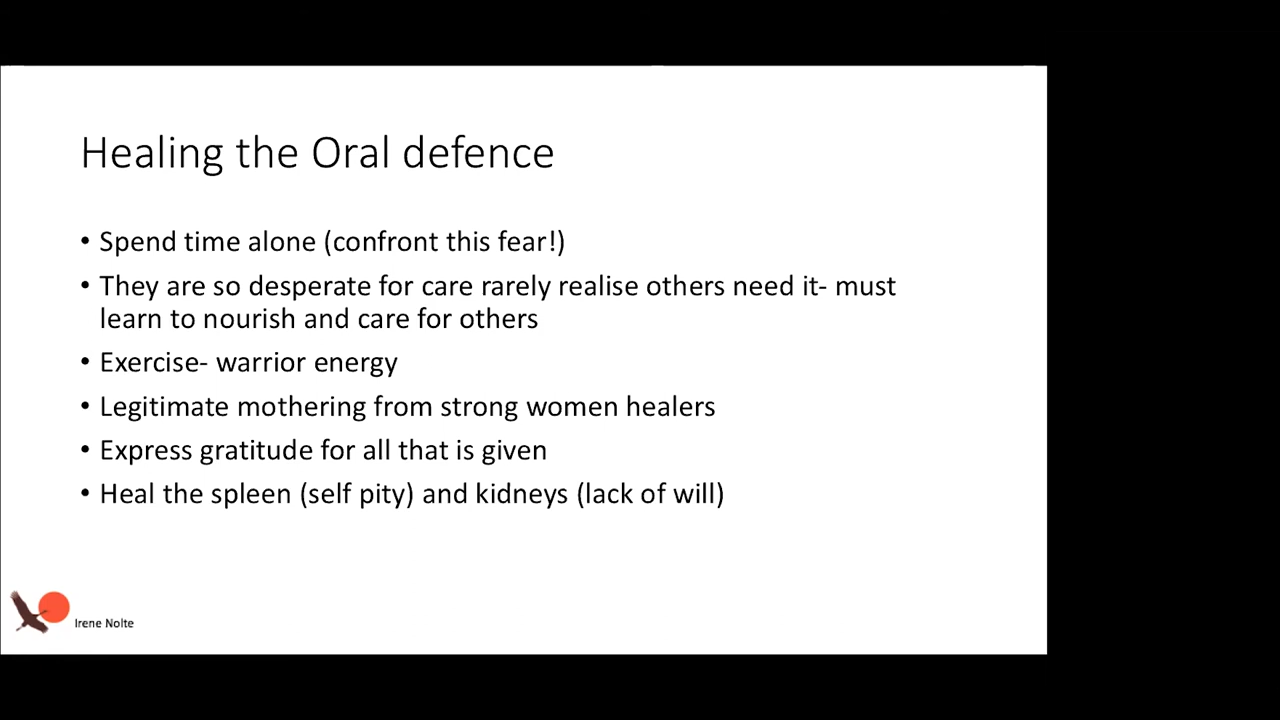 Healing the Oral defence
• Spend time alone (confront this fear!)
• They are so desperate for care rarely realise others need it- must
learn to nourish and care for others
• Exercise- warrior energy
• Legitimate mothering from strong women healers
• Express gratitude for all that is given
• Heal the spleen (self pity) and kidneys (lack of will)
Irene Nolte